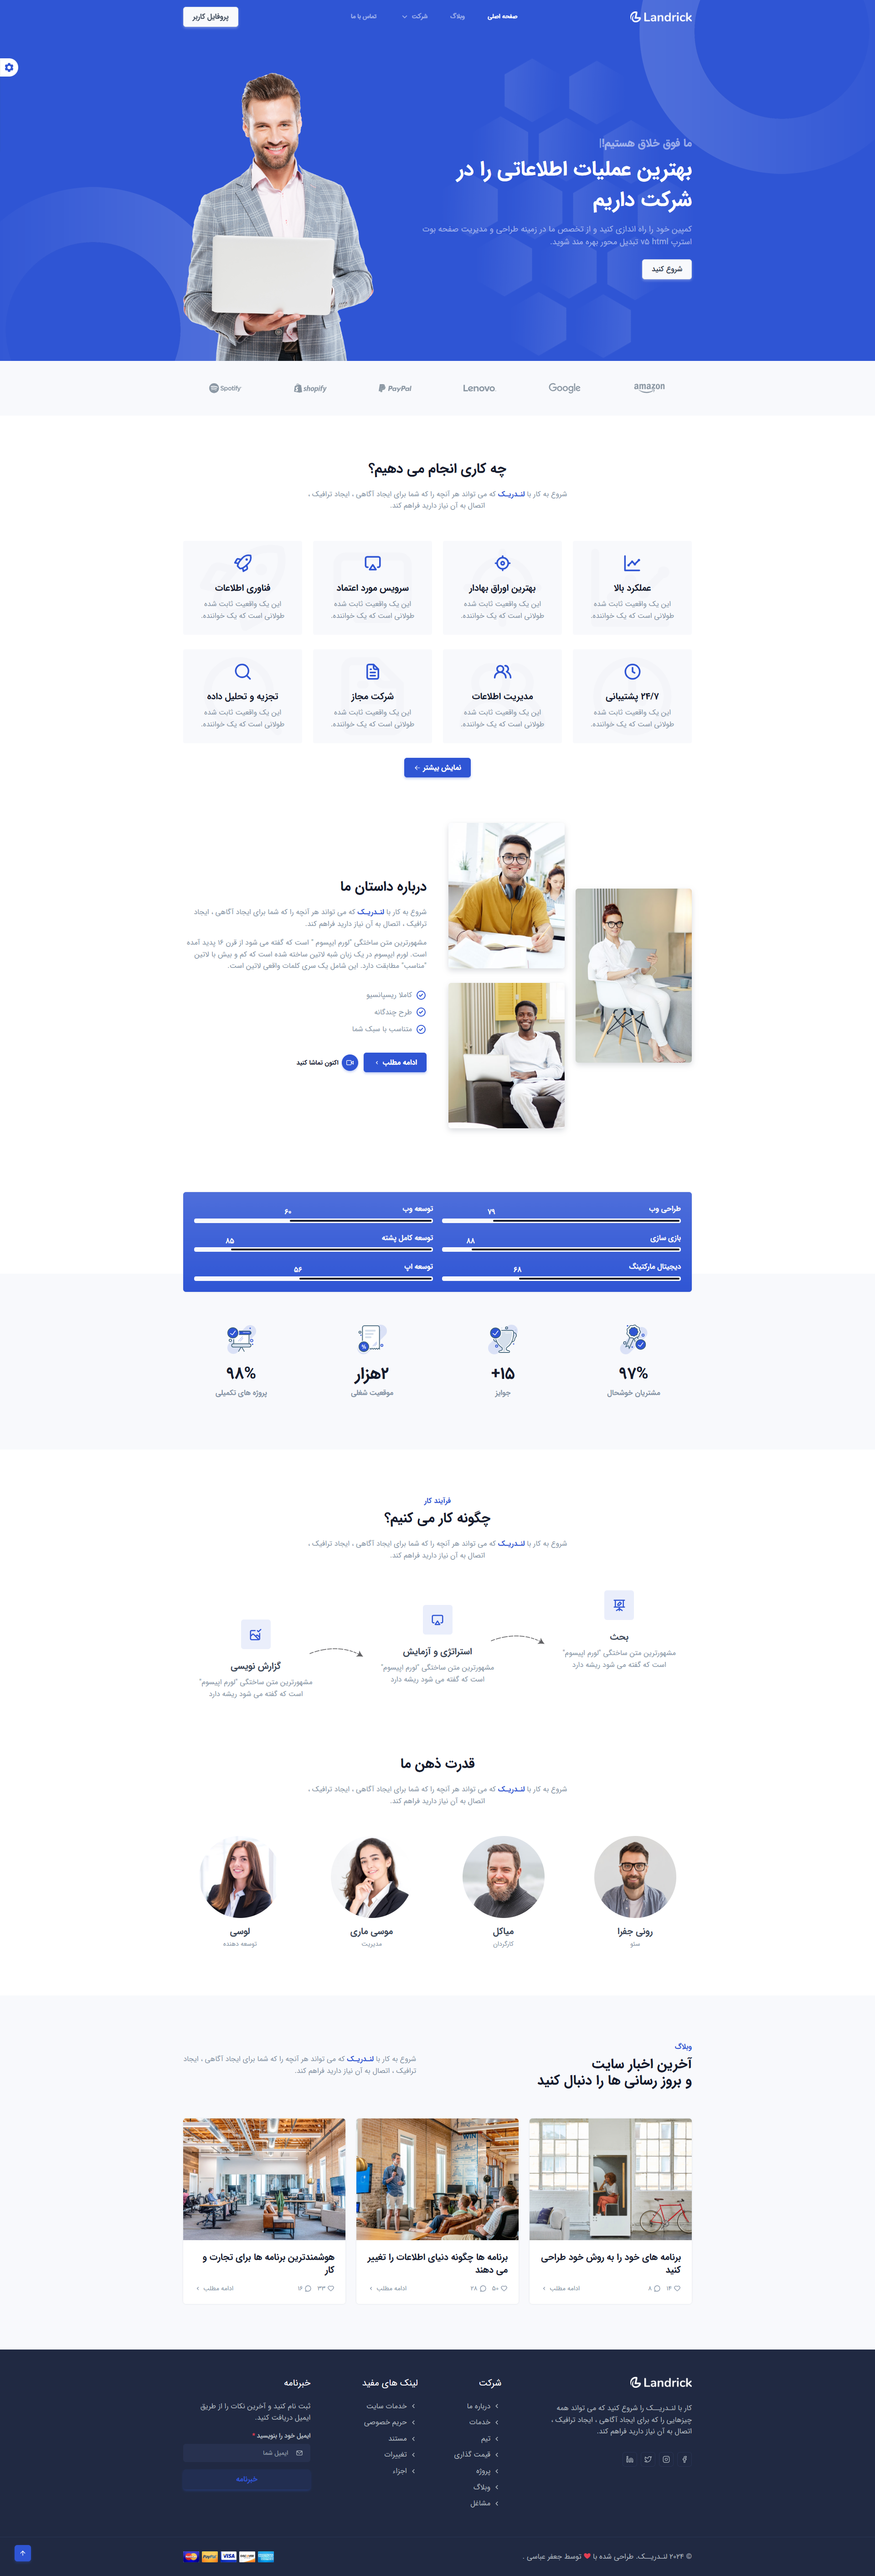 Landrick
صفحه اصلی
وبلاگ
شرکت
تماس با ما
پروفایل کاربر
ما فوق خلاق هستیم!|
بهترین عملیات اطلاعاتی را در
شرکت داریم
کمپین خود را راه اندازی کنید و از تخصص ما در زمینه طراحی و مدیریت صفحه بوت
استرپ v5 html تبدیل محور بهره مند شوید.
شروع کنید
amazon
Google
Lenovo
PayPal
shopify
Spotify
چه کاری انجام می دهیم؟
شروع به کار با لنـدریـک که می تواند هر آنچه را که شما برای ایجاد آگاهی ، ایجاد ترافیک ،
اتصال به آن نیاز دارید فراهم کند.
عملکرد بالا
این یک واقعیت ثابت شده
طولانی است که یک خواننده.
بهترین اوراق بهادار
این یک واقعیت ثابت شده
طولانی است که یک خواننده.
سرویس مورد اعتماد
این یک واقعیت ثابت شده
طولانی است که یک خواننده.
فناوری اطلاعات
این یک واقعیت ثابت شده
طولانی است که یک خواننده.
۲۴/۷ پشتیبانی
این یک واقعیت ثابت شده
طولانی است که یک خواننده.
مدیریت اطلاعات
این یک واقعیت ثابت شده
طولانی است که یک خواننده.
شرکت مجاز
این یک واقعیت ثابت شده
طولانی است که یک خواننده.
تجزیه و تحلیل داده
این یک واقعیت ثابت شده
طولانی است که یک خواننده.
نمایش بیشتر
درباره داستان ما
شروع به کار با لنـدریـک که می تواند هر آنچه را که شما برای ایجاد آگاهی ، ایجاد
ترافیک ، اتصال به آن نیاز دارید فراهم کند.
مشهورترین متن ساختگی "لورم ایپسوم " است که گفته می شود از قرن ۱۶ پدید آمده
است. لورم ایپسوم در یک زبان شبه لاتین ساخته شده است که کم و بیش با لاتین
"مناسب" مطابقت دارد. این شامل یک سری کلمات واقعی لاتین است.
کاملا ریسپانسیو
طرح چندگانه
متناسب با سبک شما
ادامه مطلب
اکنون تماشا کنید
طراحی وب
۷۹
توسعه وب
۶۰
بازی سازی
۸۸
توسعه کامل پشته
۸۵
دیجیتال مارکتینگ
۶۸
توسعه اپ
۵۶
۹۷%
مشتریان خوشحال
+۱۵
جوایز
۲هزار
موقعیت شغلی
۹۸%
پروژه های تکمیلی
فرآیند کار
چگونه کار می کنیم؟
شروع به کار با لنـدریـک که می تواند هر آنچه را که شما برای ایجاد آگاهی ، ایجاد ترافیک ،
اتصال به آن نیاز دارید فراهم کند.
بحث
مشهورترین متن ساختگی "لورم اپیسوم"
است که گفته می شود ریشه دارد
استراتژی و آزمایش
مشهورترین متن ساختگی "لورم اپیسوم"
است که گفته می شود ریشه دارد
گزارش نویسی
مشهورترین متن ساختگی "لورم اپیسوم"
است که گفته می شود ریشه دارد
قدرت ذهن ما
شروع به کار با لنـدریـک که می تواند هر آنچه را که شما برای ایجاد آگاهی ، ایجاد ترافیک ،
اتصال به آن نیاز دارید فراهم کند.
رونی جفرا
سئو
میاکل
کارگردان
موسی ماری
مدیریت
لوسی
توسعه دهنده
وبلاگ
آخرین اخبار سایت
و بروز رسانی ها را دنبال کنید
شروع به کار با لنـدریـک که می تواند هر آنچه را که شما برای ایجاد آگاهی ، ایجاد
ترافیک ، اتصال به آن نیاز دارید فراهم کند.
برنامه های خود را به روش خود طراحی
کنید
۱۴
۸
ادامه مطلب
برنامه ها چگونه دنیای اطلاعات را تغییر
می دهند
۵۰
۲۸
ادامه مطلب
هوشمندترین برنامه ها برای تجارت و
کار
۳۳
۱۶
ادامه مطلب
Landrick
کار با لنـدریــک را شروع کنید که می تواند همه
چیزهایی را که برای ایجاد آگاهی ، ایجاد ترافیک ،
اتصال به آن نیاز دارید فراهم کند.
شرکت
درباره ما
خدمات
تیم
قیمت گذاری
پروژه
وبلاگ
مشاغل
لینک های مفید
خدمات سایت
حریم خصوصی
مستند
تغییرات
اجزاء
خبرنامه
ثبت نام کنید و آخرین نکات را از طریق
ایمیل دریافت کنید.
ایمیل خود را بنویسید *
ایمیل شما
خبرنامه
© ۲۰۲۴ لنـدریــک. طراحی شده با ❤ توسط جعفر عباسی .
VISA
PayPal